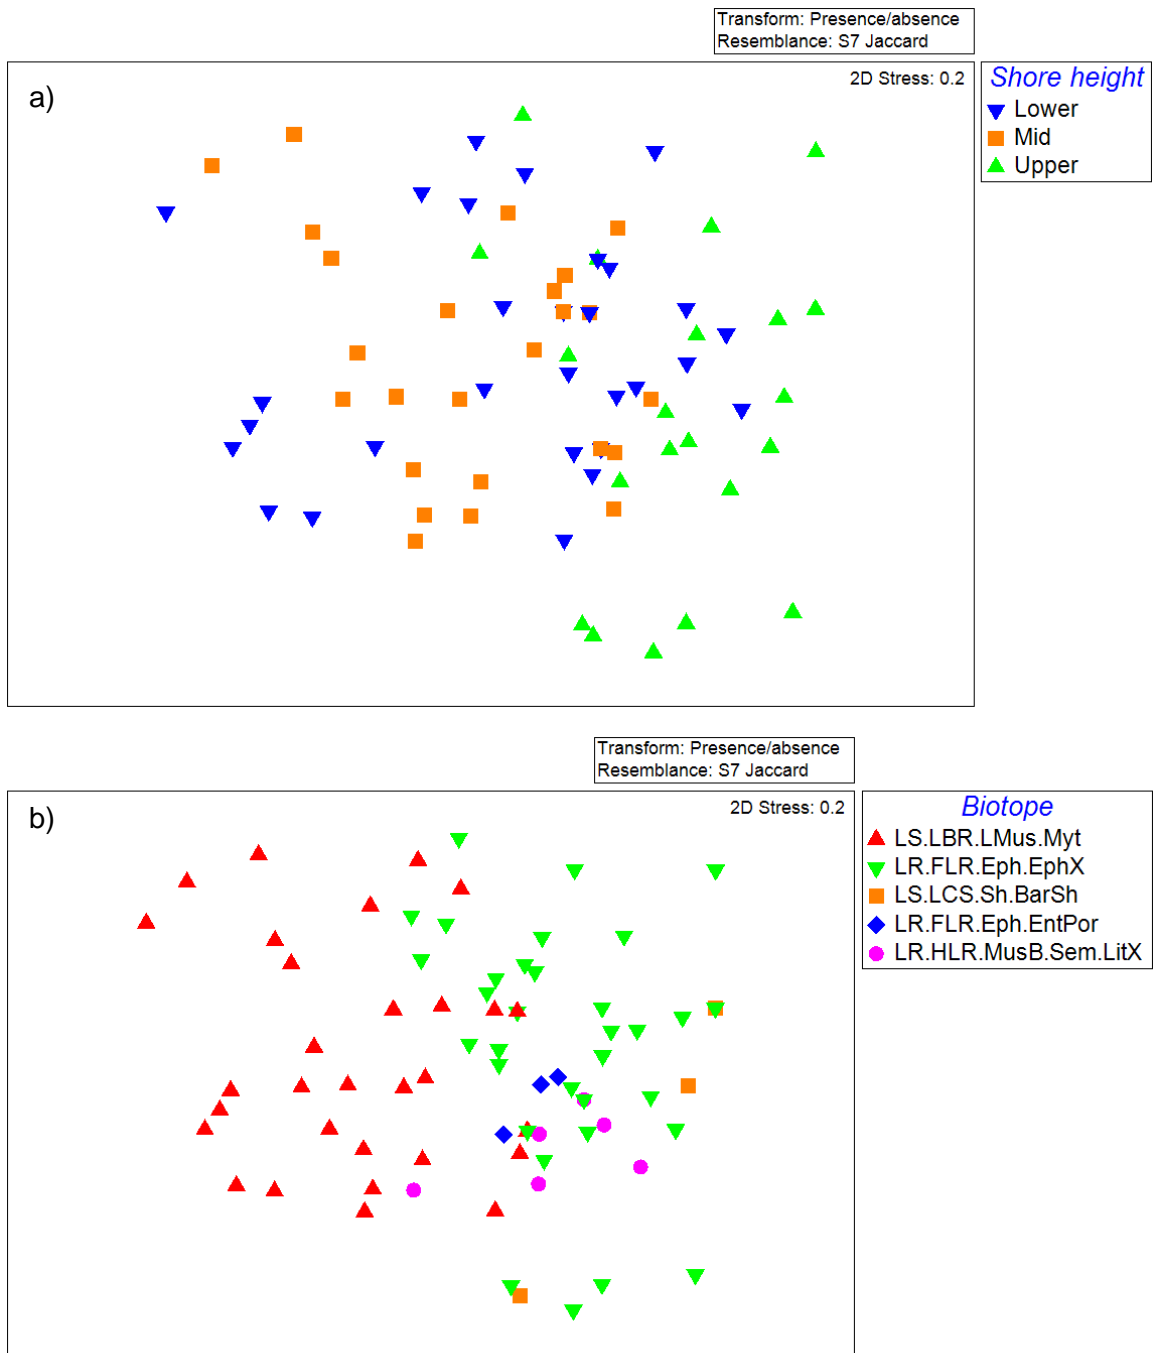 Transform: Presence/absence
Resemblance: S7 Jaccard
a)
2D Stress: 0.2
Shore height
Lower
Mid
Upper
Transform: Presence/absence
Resemblance: S7 Jaccard
b)
2D Stress: 0.2
Biotope
LS.LBR.LMus.Myt
LR.FLR.Eph.EphX
LS.LCS.Sh.BarSh
LR.FLR.Eph.EntPor
LR.HLR.MusB.Sem.LitX